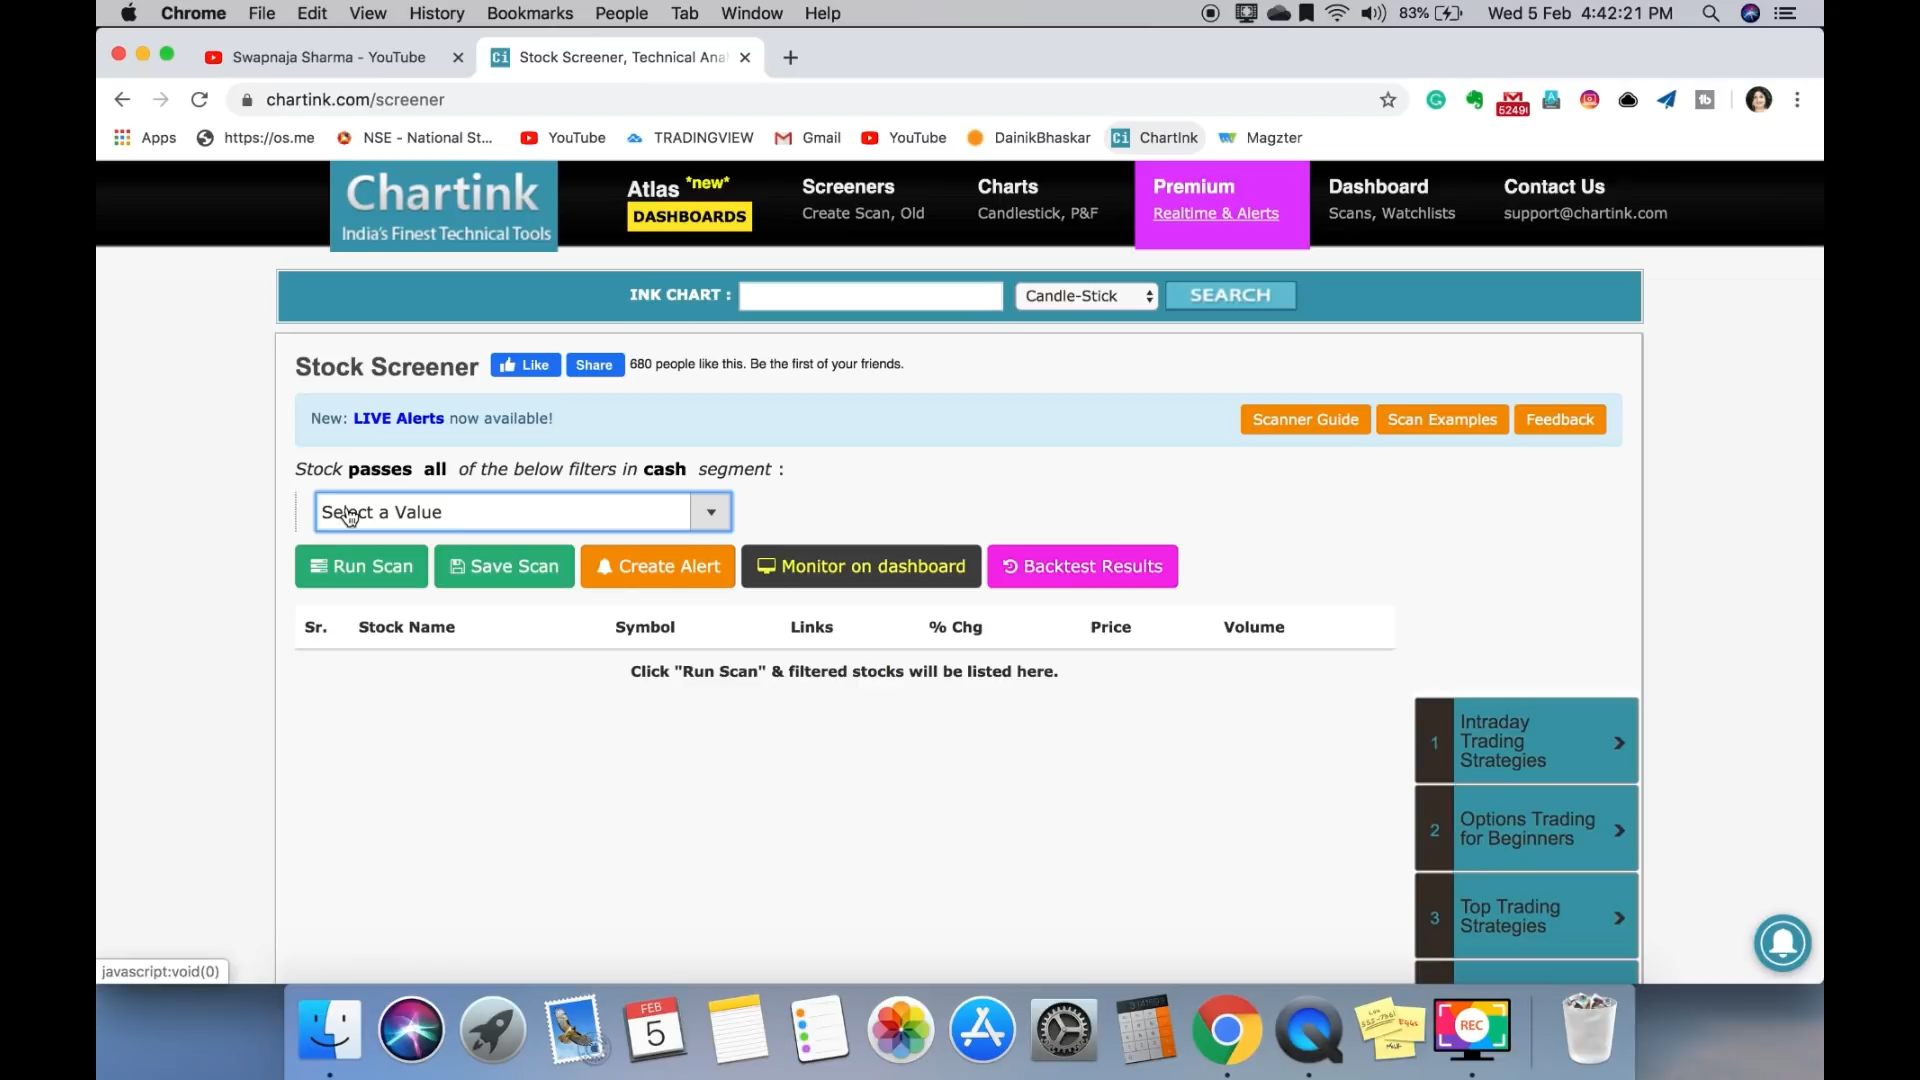 Chrome File Edit View History Bookmarks People Tab Window Help 83% Wed 5 Feb 4:42:21 PM
Swapnaja Sharma - YouTube
Stock Screener, Technical Ana
chartink.com/screener
52491
Apps https://os.me NSE - National St... YouTube TRADINGVIEW Gmail YouTube DainikBhaskar Ci ChartInk Magzter
Chartink
India's Finest Technical Tools
Atlas *new*
DASHBOARDS
Screeners
Create Scan, Old
Charts
Candlestick, P&F
Premium
Realtime & Alerts
Dashboard
Scans, Watchlists
Contact Us
support@chartink.com
INK CHART : Candle-Stick SEARCH
Stock Screener Like Share 680 people like this. Be the first of your friends.
New: LIVE Alerts now available! Scanner Guide Scan Examples Feedback
Stock passes all of the below filters in cash segment :
Select a Value
Run Scan Save Scan Create Alert Monitor on dashboard Backtest Results
Sr. Stock Name Symbol Links % Chg Price Volume
Click "Run Scan" & filtered stocks will be listed here.
1 Intraday
Trading
Strategies
2 Options Trading
for Beginners
3 Top Trading
Strategies
javascript:void(0)
FEB
5
REC